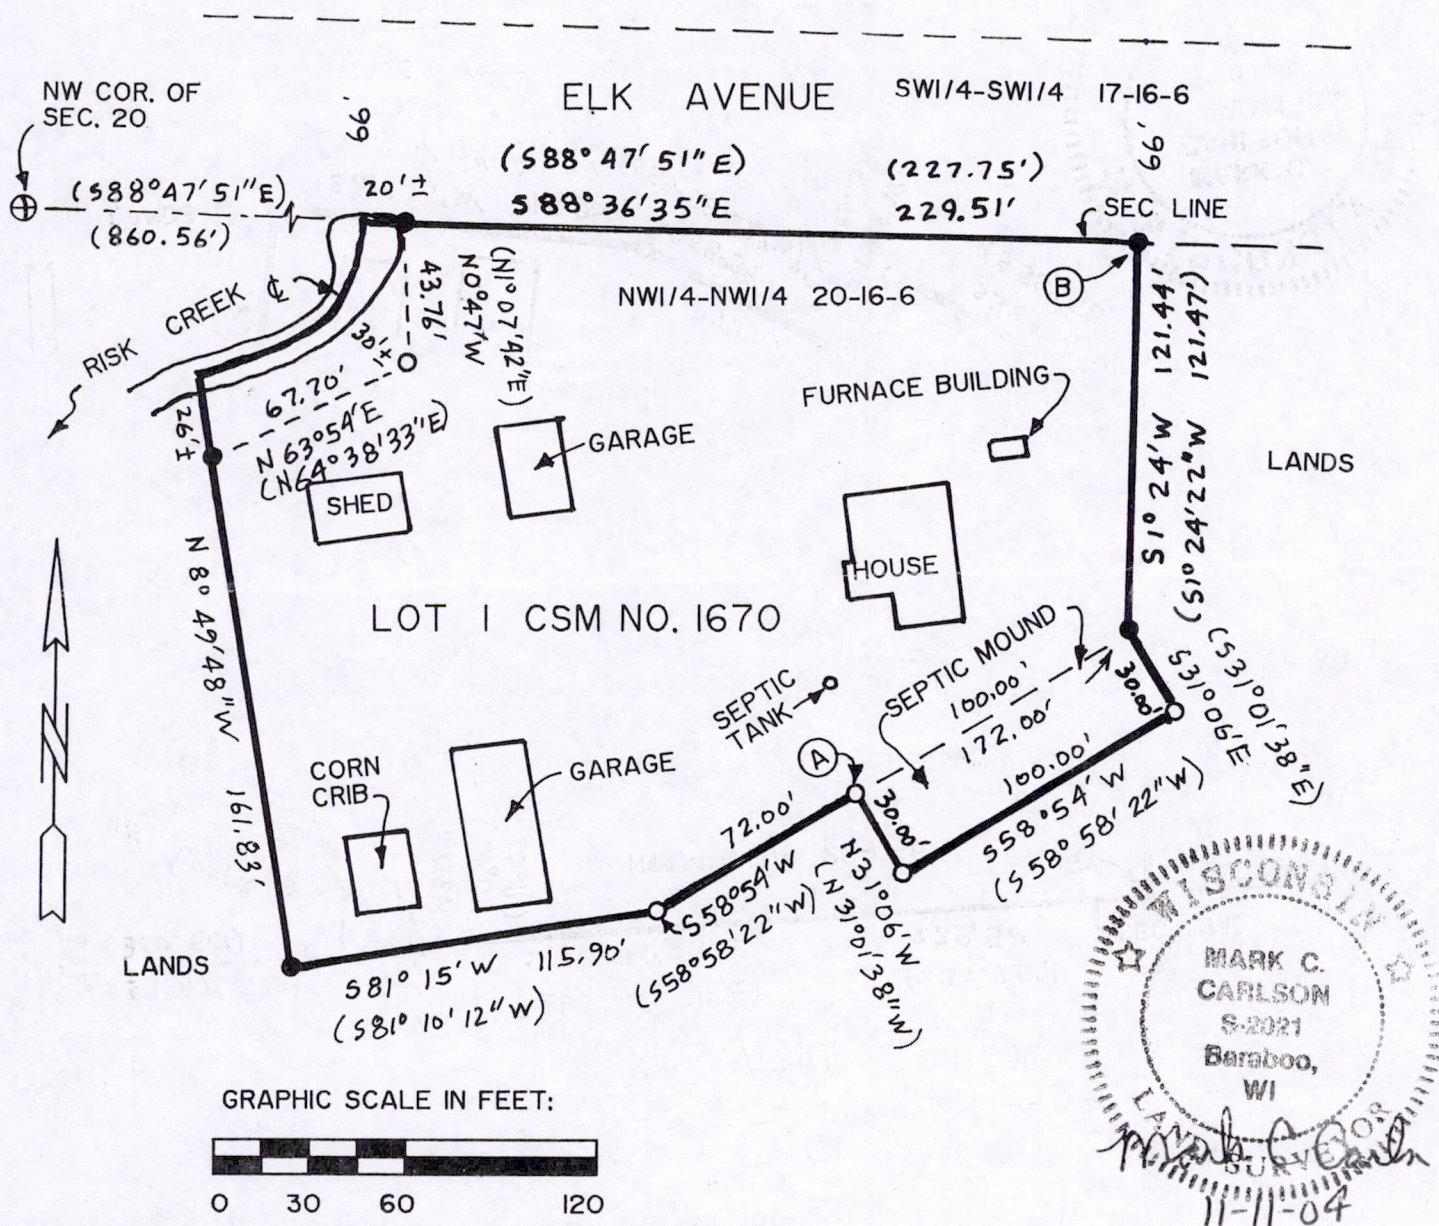 NW COR. OF
SEC. 20
66
ELK AVENUE
SW1/4-SW1/4 17-16-6
66'
(S88°47'51"E)
(860.56')
20'±
(S88°47'51"E)
S88°36'35"E
(227.75')
229.51'
SEC. LINE
B
NW1/4-NW1/4 20-16-6
RISK CREEK
℄
43.76'
N0°47'W
(N1°07'42"E)
30'±
67.70'
N63°54'E
(N64°38'33"E)
26'±
SHED
GARAGE
FURNACE BUILDING
HOUSE
S1°24'W 121.44'
(S1°24'22"W 121.47')
LANDS
N8°49'48"W 161.83'
LOT 1 CSM NO. 1670
SEPTIC
TANK
SEPTIC MOUND
100.00'
172.00'
30.00'
S31°06'E
(S31°01'38"E)
100.00'
S58°54'W
(S58°58'22"W)
A
30.00'
N31°06'W
(N31°01'38"W)
72.00'
S58°54'W
(S58°58'22"W)
CORN
CRIB
GARAGE
LANDS
S81°15'W 115.90'
(S81°10'12"W)
N
GRAPHIC SCALE IN FEET:
0 30 60 120
WISCONSIN
MARK C.
CARLSON
S-2021
Baraboo,
WI
LAND SURVEYOR
Mark C Carlson
11-11-04